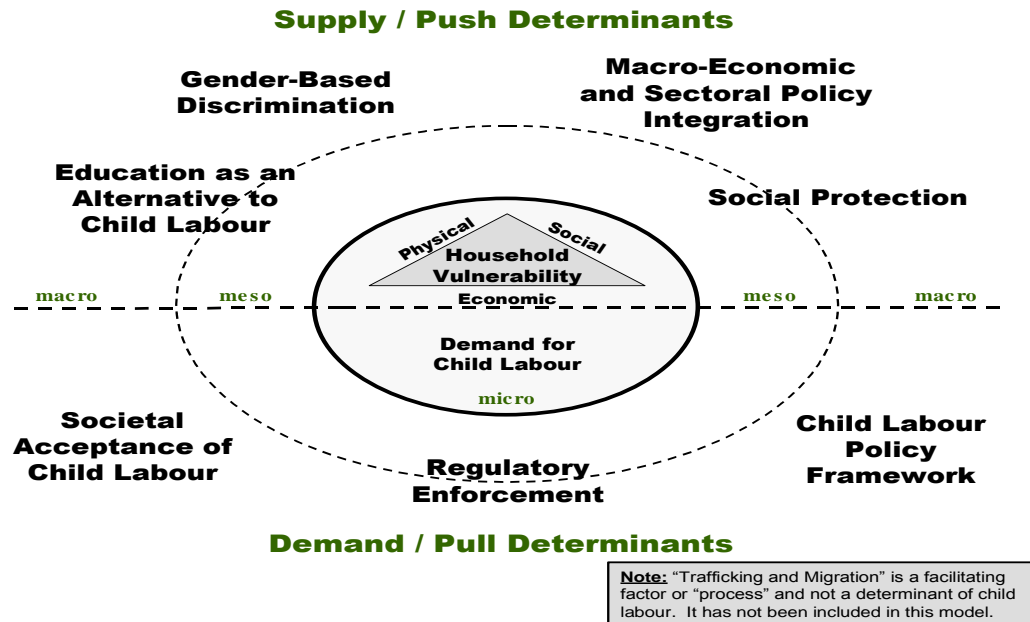 Supply / Push Determinants
Gender-Based
Discrimination
Macro-Economic
and Sectoral Policy
Integration
Education as an
Alternative to
Child Labour
Social Protection
Physical
Social
Household
Vulnerability
Economic
macro
meso
meso
macro
Demand for
Child Labour
micro
Societal
Acceptance of
Child Labour
Regulatory
Enforcement
Child Labour
Policy
Framework
Demand / Pull Determinants
Note: “Trafficking and Migration” is a facilitating
factor or “process” and not a determinant of child
labour. It has not been included in this model.